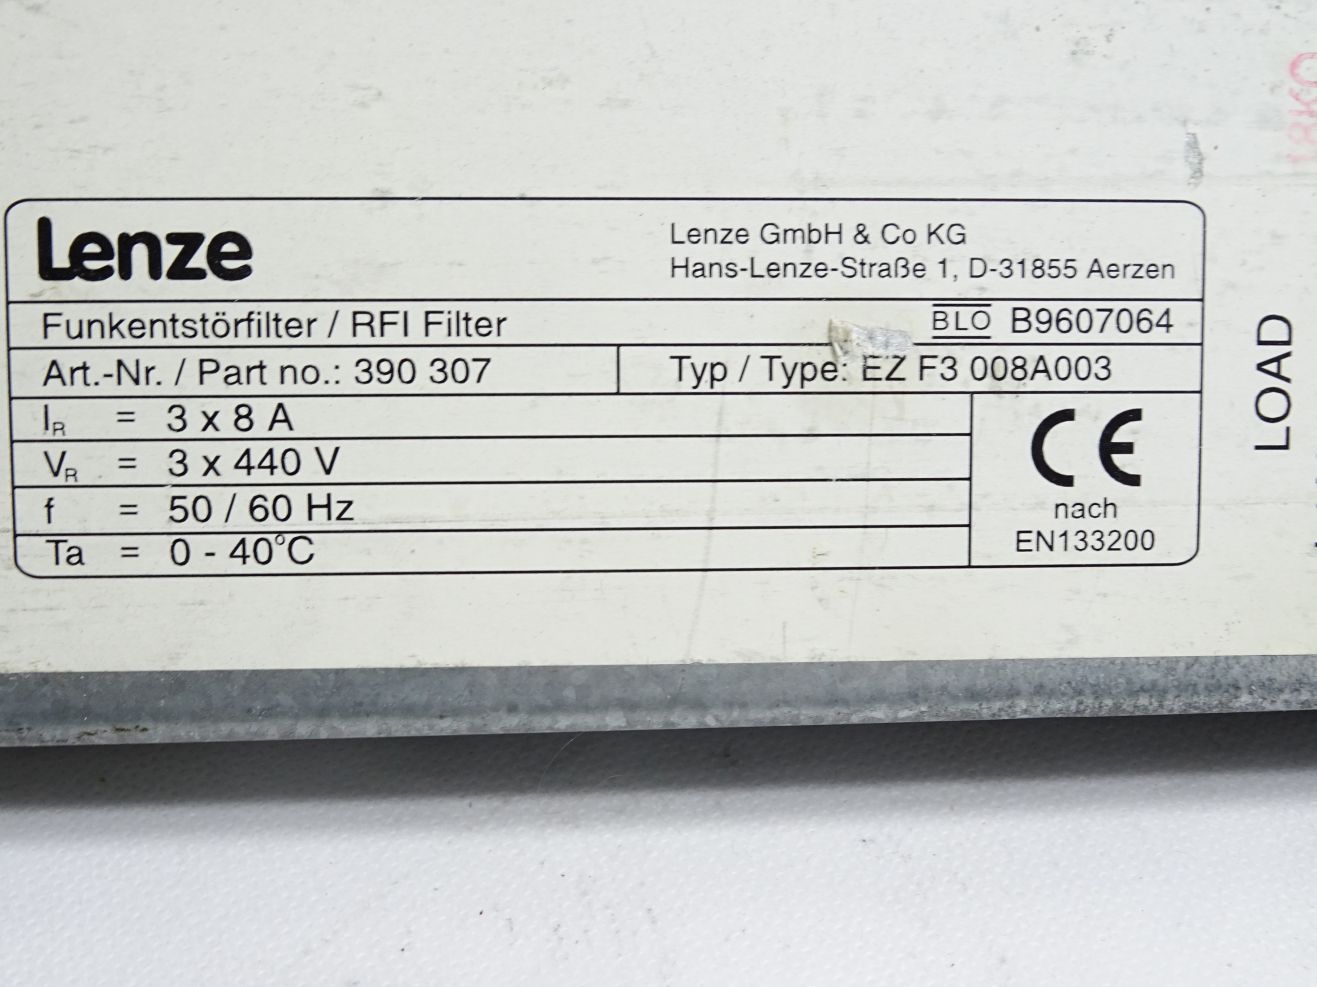 Lenze
Lenze GmbH & Co KG
Hans-Lenze-Straße 1, D-31855 Aerzen
Funkentstörfilter / RFI Filter
BLO B9607064
Art.-Nr. / Part no.: 390 307
Typ / Type: EZ F3 008A003
IR = 3 x 8 A
VR = 3 x 440 V
f = 50 / 60 Hz
Ta = 0 - 40°C
CE
nach
EN133200
LOAD